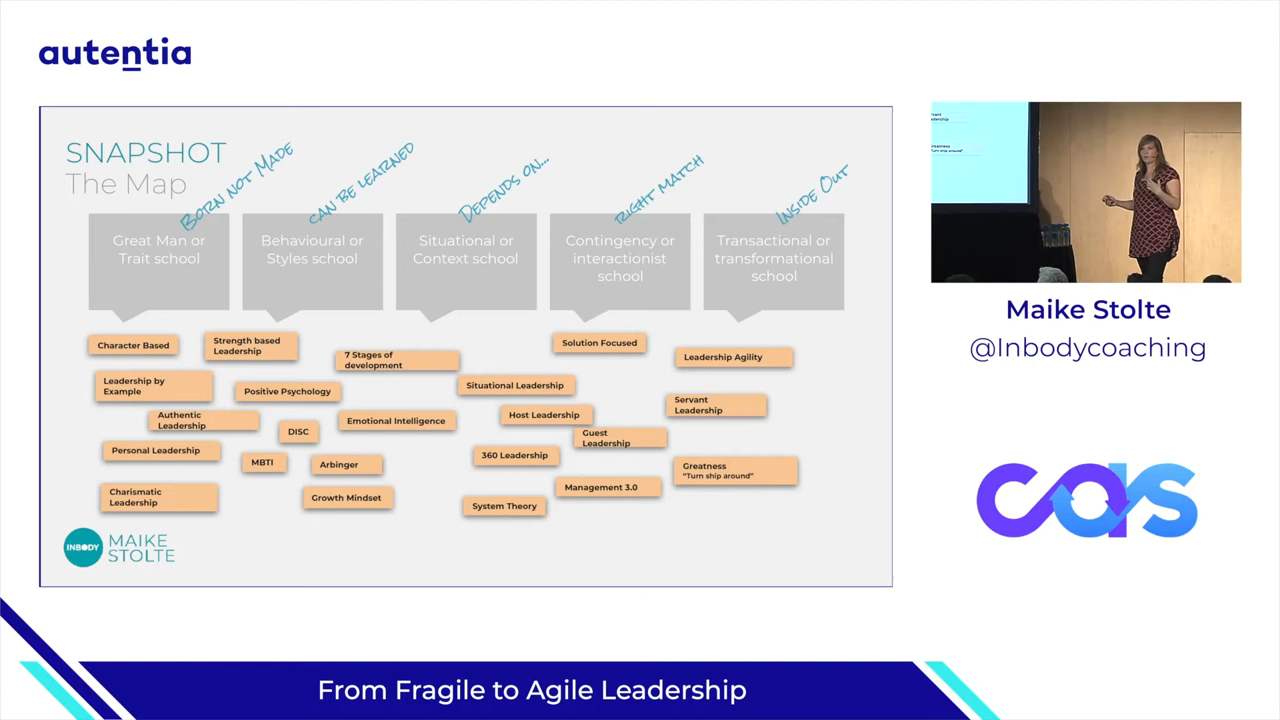 autentia
SNAPSHOT
The Map
BORN NOT MADE
CAN BE LEARNED
DEPENDS ON...
RIGHT MATCH
INSIDE OUT
Great Man or
Trait school
Behavioural or
Styles school
Situational or
Context school
Contingency or
interactionist
school
Transactional or
transformational
school
Character Based
Strength based
Leadership
7 Stages of
development
Solution Focused
Leadership Agility
Leadership by
Example
Positive Psychology
Situational Leadership
Servant
Leadership
Authentic
Leadership
DISC
Emotional Intelligence
Host Leadership
Guest
Leadership
Personal Leadership
MBTI
Arbinger
360 Leadership
Greatness
"Turn ship around"
Charismatic
Leadership
Growth Mindset
System Theory
Management 3.0
INBODY
MAIKE
STOLTE
Maike Stolte
@Inbodycoaching
cas
From Fragile to Agile Leadership